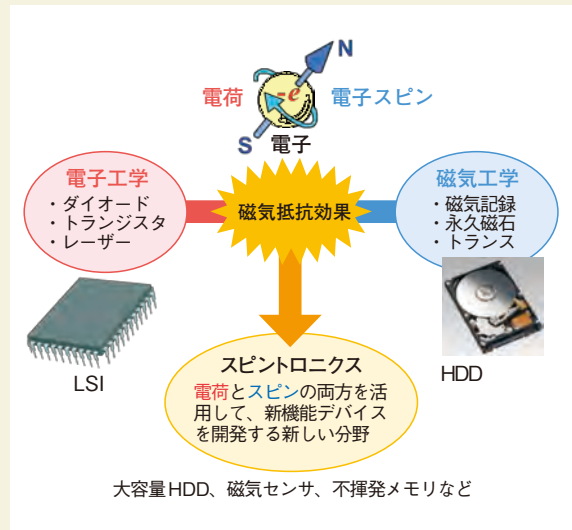 N
電荷
-e
電子スピン
S
電子
電子工学
・ダイオード
・トランジスタ
・レーザー
磁気抵抗効果
磁気工学
・磁気記録
・永久磁石
・トランス
LSI
HDD
スピントロニクス
電荷とスピンの両方を活
用して、新機能デバイス
を開発する新しい分野
大容量HDD、磁気センサ、不揮発メモリなど